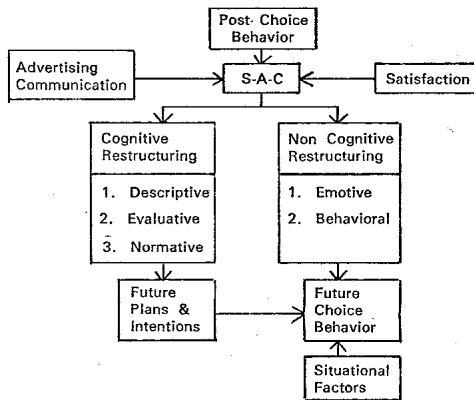 Post-Choice
Behavior
Advertising
Communication
S-A-C
Satisfaction
Cognitive
Restructuring
1. Descriptive
2. Evaluative
3. Normative
Non Cognitive
Restructuring
1. Emotive
2. Behavioral
Future
Plans &
Intentions
Future
Choice
Behavior
Situational
Factors